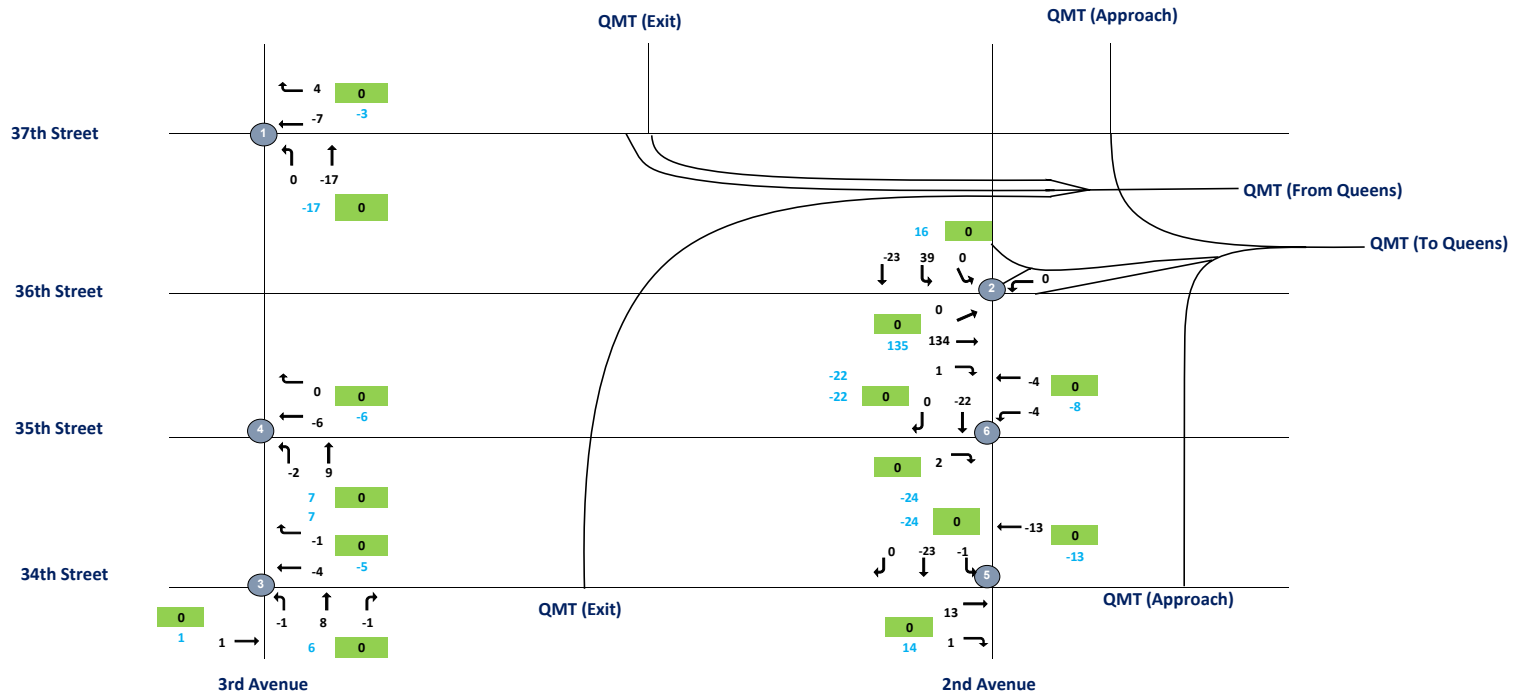 QMT (Approach)
QMT (Exit)
4 0
-3
-7
37th Street
1
0 -17
-17 0
QMT (From Queens)
16 0
QMT (To Queens)
-23 39 0
0
36th Street
2
0
0
135 134
1
-22
-4 0
-22 0
0 -22
-8
-4
0 0
-6
-6
35th Street
4
6
-2 9
0 2
7 0
-24
7
-24 0
-1 0
-5
-4
-13 0
-13
0 -23 -1
34th Street
3
5
QMT (Exit)
QMT (Approach)
-1 8 -1
0
1 1
6 0
13
0
14 1
3rd Avenue
2nd Avenue